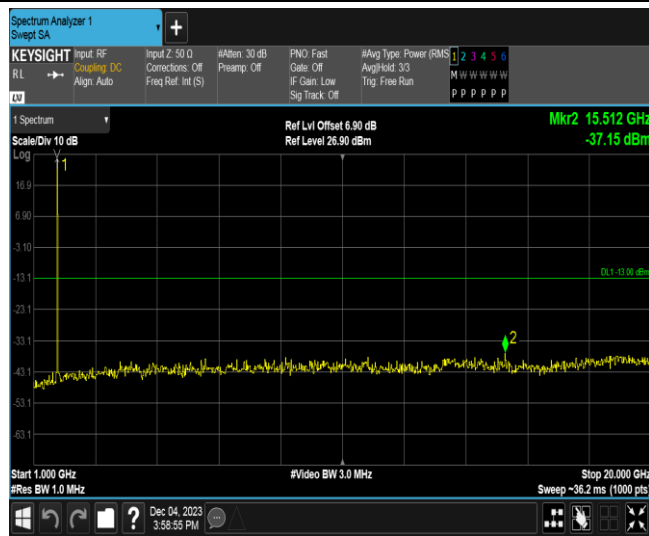 Spectrum Analyzer 1
Swept SA
KEYSIGHT
RL
Input: RF
Coupling: DC
Align: Auto
Input Z: 50 Ω
Corrections: Off
Freq Ref: Int (S)
#Atten: 30 dB
Preamp: Off
PNO: Fast
Gate: Off
IF Gain: Low
Sig Track: Off
#Avg Type: Power (RMS
Avg|Hold: 3/3
Trig: Free Run
1 2 3 4 5 6
M W W W W W
P P P P P P
LXI
1 Spectrum
Scale/Div 10 dB
Log
Ref Lvl Offset 6.90 dB
Ref Level 26.90 dBm
Mkr2 15.512 GHz
-37.15 dBm
1
16.9
6.90
-3.10
-13.1
DL1 -13.00 dBm
-23.1
-33.1
2
-43.1
-53.1
-63.1
Start 1.000 GHz
#Res BW 1.0 MHz
#Video BW 3.0 MHz
Stop 20.000 GHz
Sweep ~36.2 ms (1000 pts)
?
Dec 04, 2023
3:58:55 PM